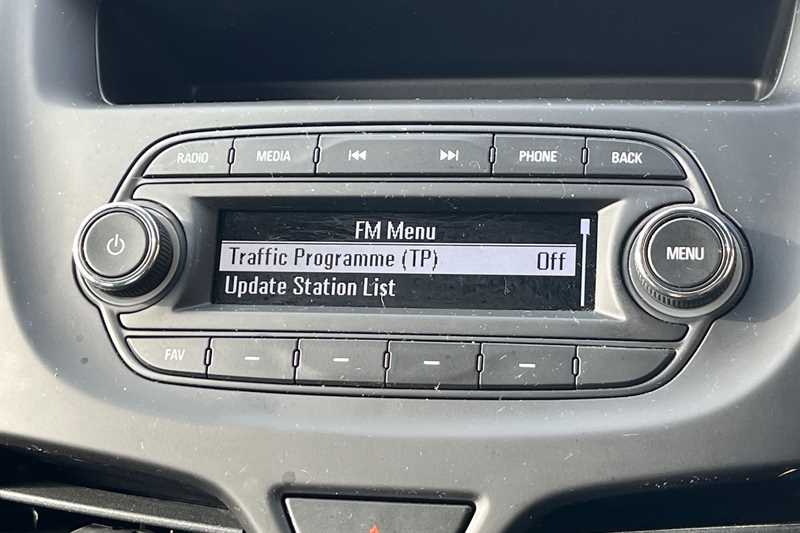 RADIO MEDIA PHONE BACK
FM Menu
Traffic Programme (TP) Off
Update Station List
MENU
FAV